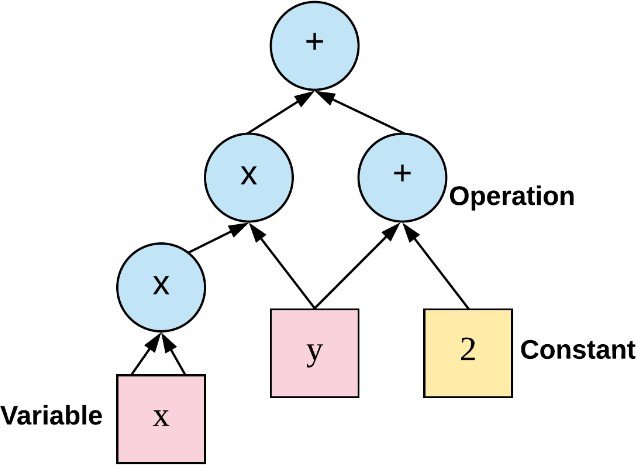 +
x
+
Operation
x
y
2
Constant
Variable
x